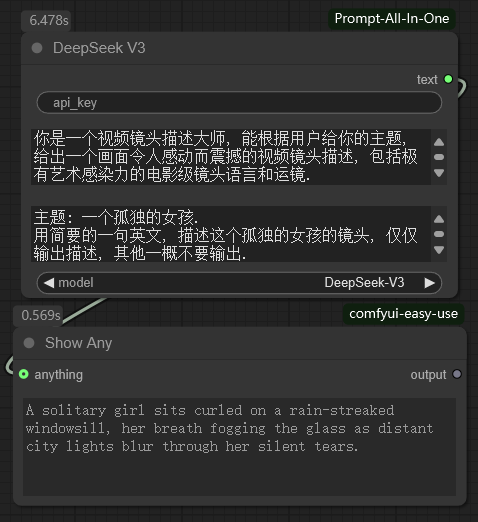 6.478s
Prompt-All-In-One
DeepSeek V3
text
api_key
你是一个视频镜头描述大师, 能根据用户给你的主题,
给出一个画面令人感动而震撼的视频镜头描述, 包括极
有艺术感染力的电影级镜头语言和运镜.
主题: 一个孤独的女孩.
用简要的一句英文, 描述这个孤独的女孩的镜头, 仅仅
输出描述, 其他一概不要输出.
model
DeepSeek-V3
0.569s
comfyui-easy-use
Show Any
anything
output
A solitary girl sits curled on a rain-streaked
windowsill, her breath fogging the glass as distant
city lights blur through her silent tears.